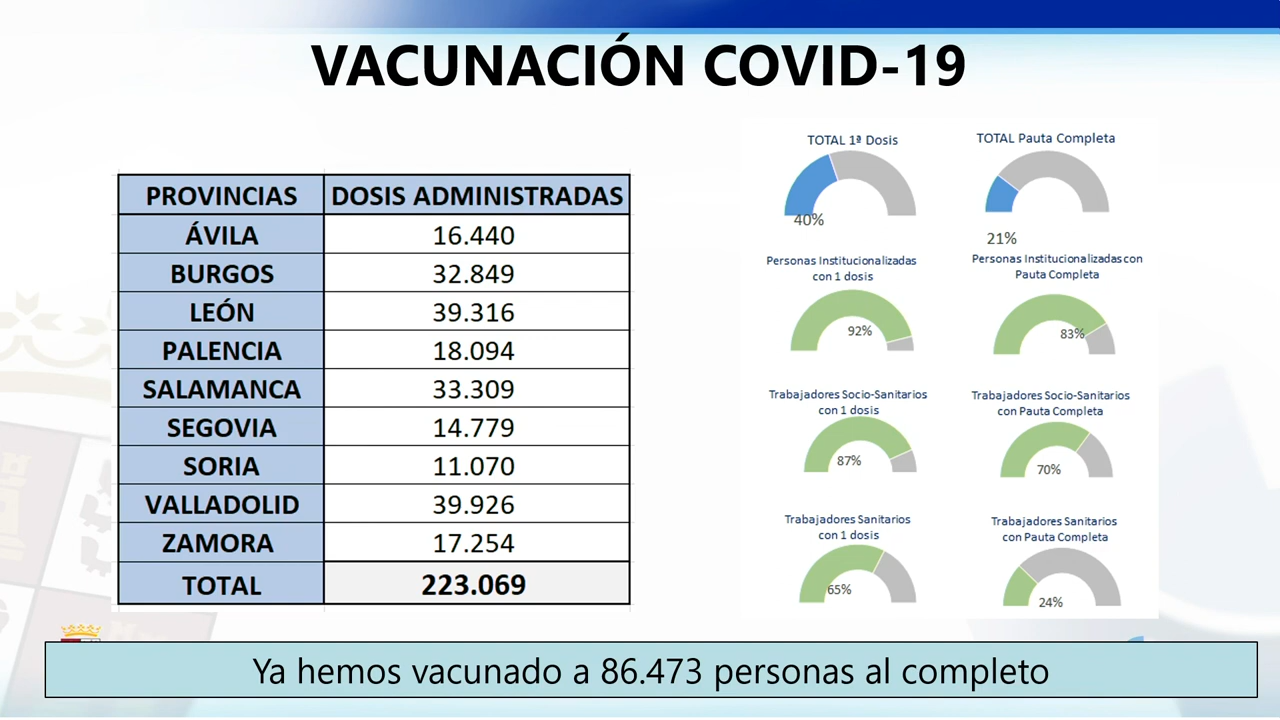 VACUNACIÓN COVID-19
PROVINCIAS DOSIS ADMINISTRADAS
ÁVILA 16.440
BURGOS 32.849
LEÓN 39.316
PALENCIA 18.094
SALAMANCA 33.309
SEGOVIA 14.779
SORIA 11.070
VALLADOLID 39.926
ZAMORA 17.254
TOTAL 223.069
TOTAL 1ª Dosis
40%
TOTAL Pauta Completa
21%
Personas Institucionalizadas
con 1 dosis
92%
Personas Institucionalizadas con
Pauta Completa
83%
Trabajadores Socio-Sanitarios
con 1 dosis
87%
Trabajadores Socio-Sanitarios
con Pauta Completa
70%
Trabajadores Sanitarios
con 1 dosis
65%
Trabajadores Sanitarios
con Pauta Completa
24%
Ya hemos vacunado a 86.473 personas al completo